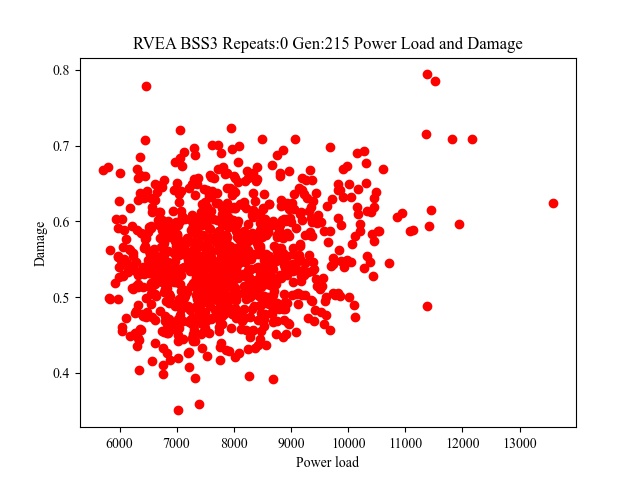 RVEA BSS3 Repeats:0 Gen:215 Power Load and Damage
0.8
0.7
0.6
0.5
0.4
Damage
6000 7000 8000 9000 10000 11000 12000 13000
Power load